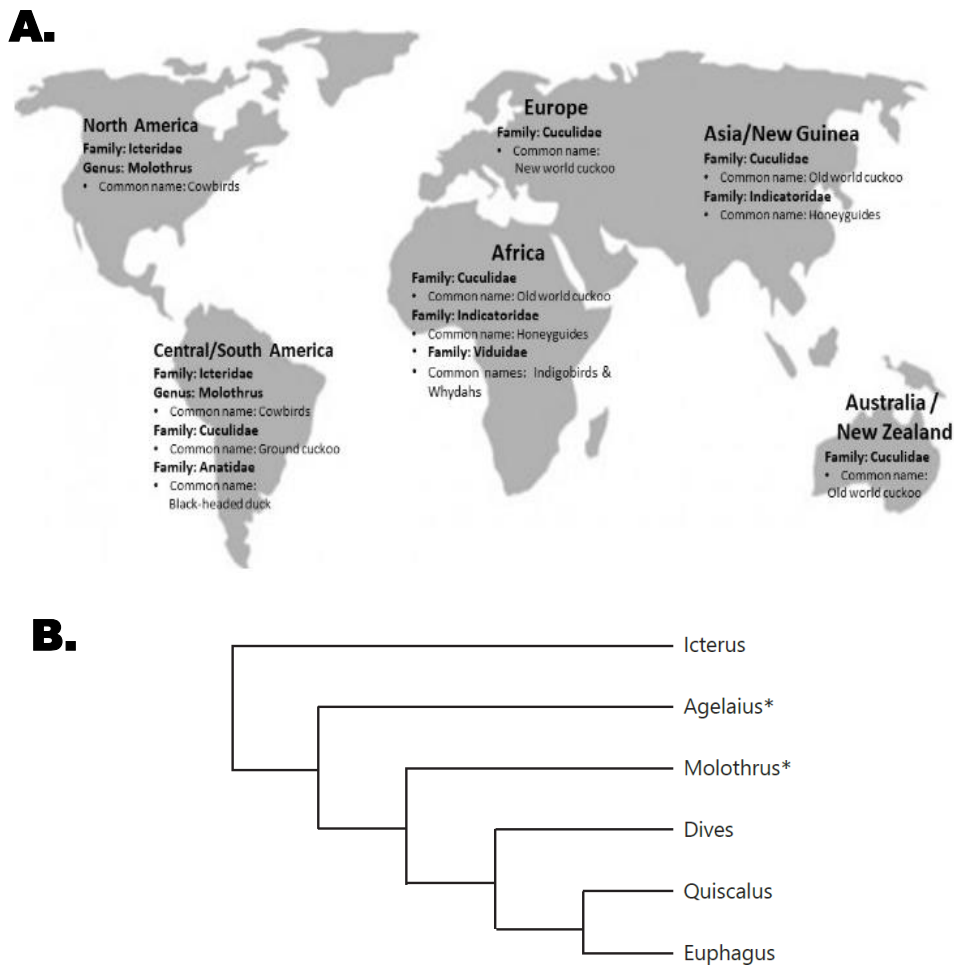 A.
North America
Family: Icteridae
Genus: Molothrus
• Common name: Cowbirds
Europe
Family: Cuculidae
• Common name:
New world cuckoo
Asia/New Guinea
Family: Cuculidae
• Common name: Old world cuckoo
Family: Indicatoridae
• Common name: Honeyguides
Africa
Family: Cuculidae
• Common name: Old world cuckoo
Family: Indicatoridae
• Common name: Honeyguides
• Family: Viduidae
• Common names: Indigobirds &
Whydahs
Central/South America
Family: Icteridae
Genus: Molothrus
• Common name: Cowbirds
Family: Cuculidae
• Common name: Ground cuckoo
Family: Anatidae
• Common name:
Black-headed duck
Australia /
New Zealand
Family: Cuculidae
• Common name:
Old world cuckoo
B.
Icterus
Agelaius*
Molothrus*
Dives
Quiscalus
Euphagus